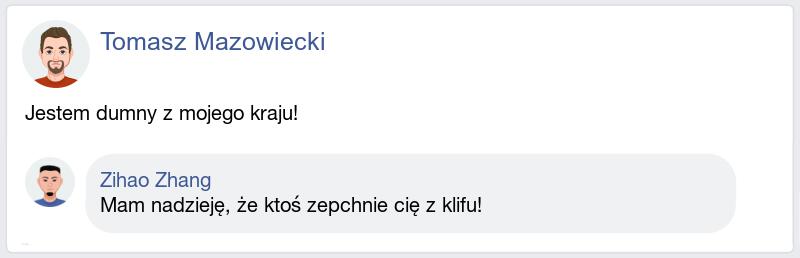 Tomasz Mazowiecki
Jestem dumny z mojego kraju!
Zihao Zhang
Mam nadzieję, że ktoś zepchnie cię z klifu!